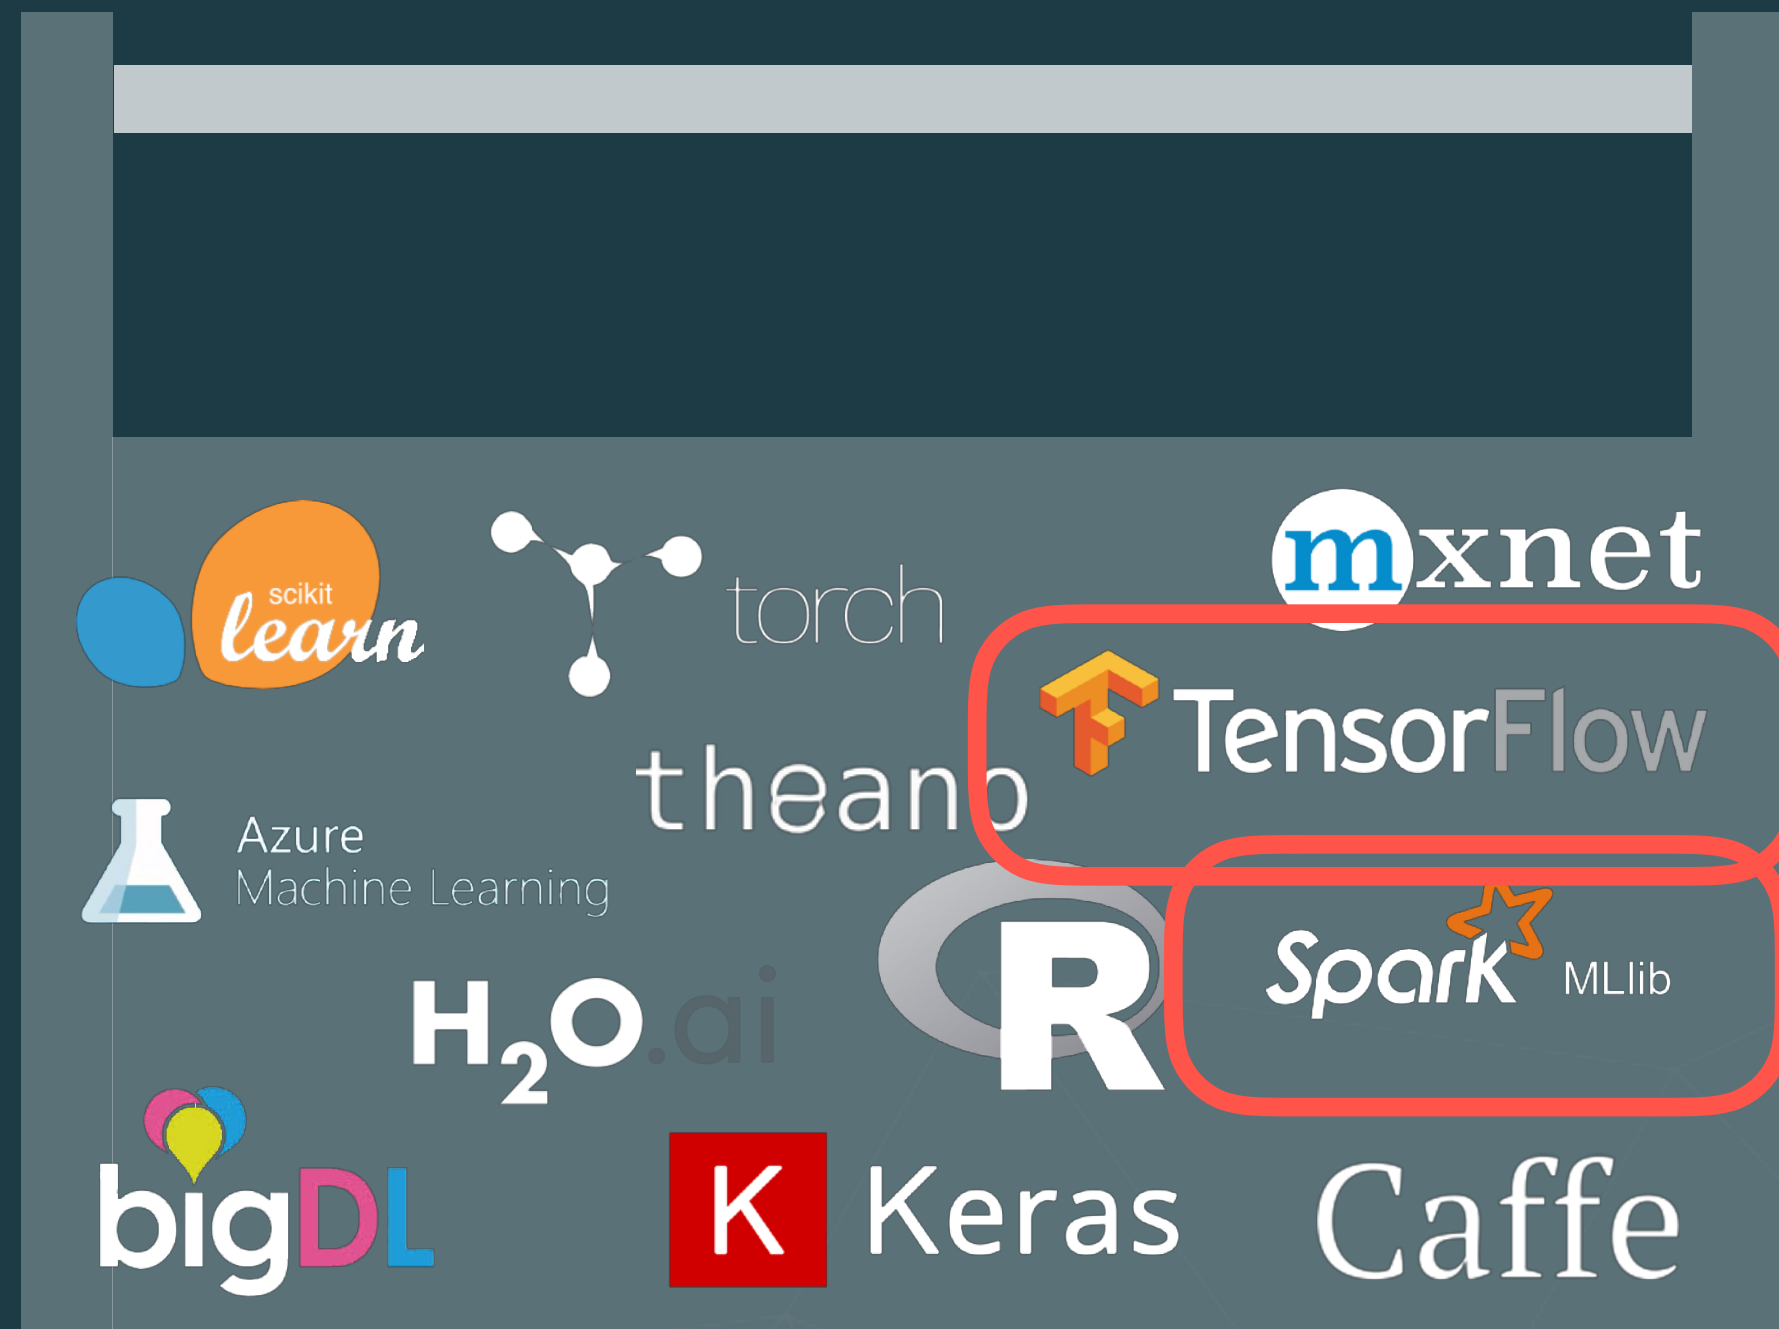 scikit
learn
torch
mxnet
TensorFlow
theano
Azure
Machine Learning
R
Spark MLlib
H2O.ai
bigDL
K Keras
Caffe